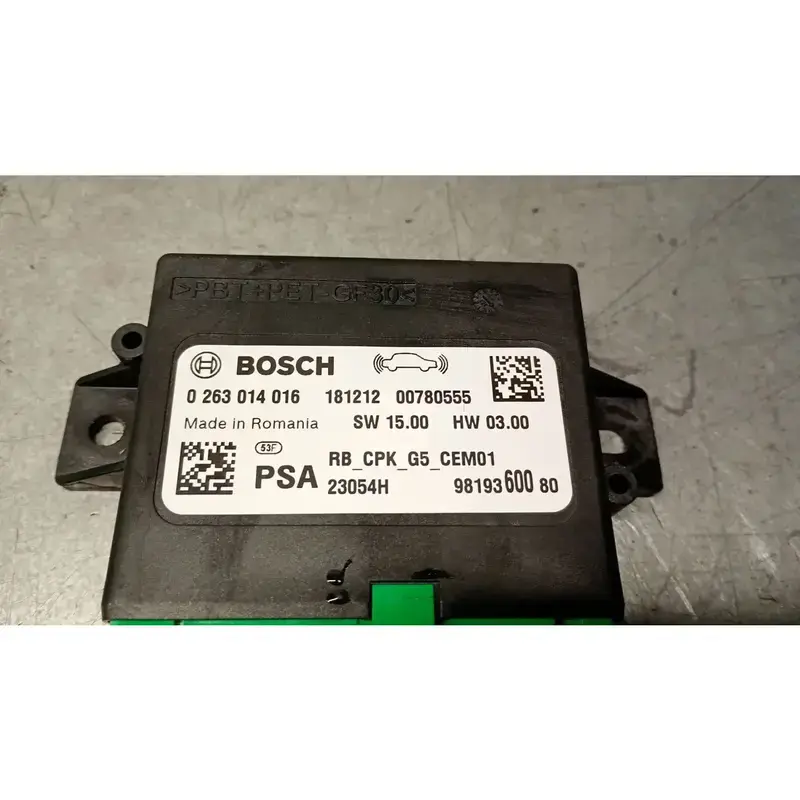 >PBT+PET-GF30<
BOSCH
0 263 014 016 181212 00780555
Made in Romania SW 15.00 HW 03.00
53F
PSA RB_CPK_G5_CEM01
23054H 98193600 80